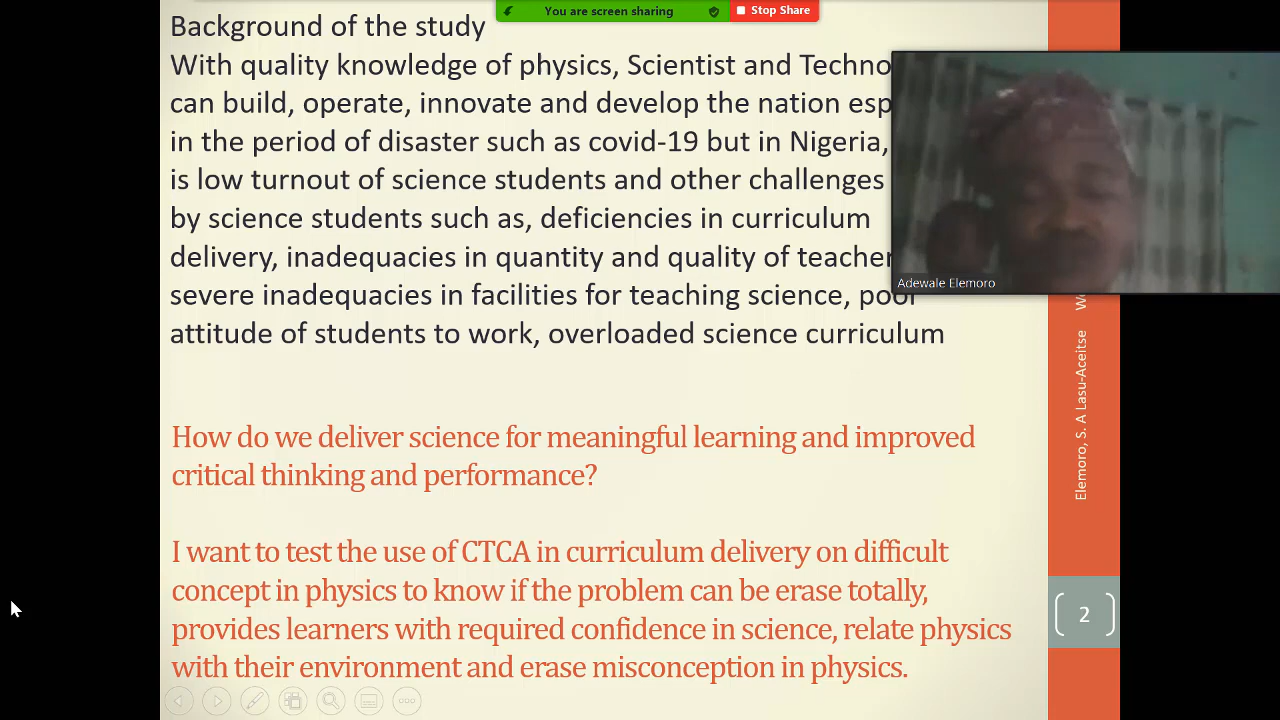 You are screen sharing
Stop Share
Background of the study
With quality knowledge of physics, Scientist and Techno
can build, operate, innovate and develop the nation esp
in the period of disaster such as covid-19 but in Nigeria,
is low turnout of science students and other challenges
by science students such as, deficiencies in curriculum
delivery, inadequacies in quantity and quality of teacher
severe inadequacies in facilities for teaching science, poor
attitude of students to work, overloaded science curriculum
Adewale Elemoro
How do we deliver science for meaningful learning and improved
critical thinking and performance?
I want to test the use of CTCA in curriculum delivery on difficult
concept in physics to know if the problem can be erase totally,
provides learners with required confidence in science, relate physics
with their environment and erase misconception in physics.
Elemoro, S. A Lasu-Aceitse
2